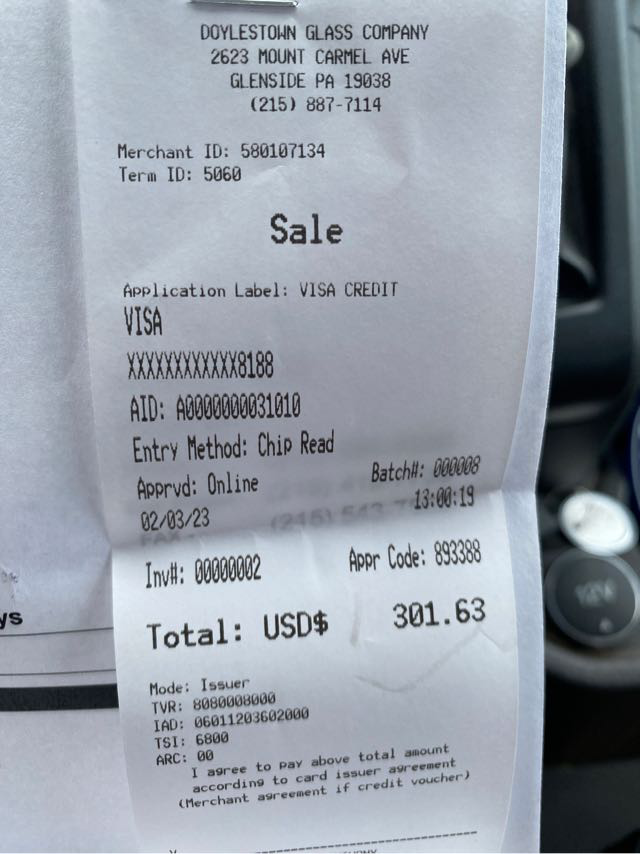 DOYLESTOWN GLASS COMPANY
2623 MOUNT CARMEL AVE
GLENSIDE PA 19038
(215) 887-7114
Merchant ID: 580107134
Term ID: 5060
Sale
Application Label: VISA CREDIT
VISA
XXXXXXXXXXXX8188
AID: A0000000031010
Entry Method: Chip Read
Apprvd: Online Batch#: 000008
02/03/23 13:00:19
Inv#: 00000002 Appr Code: 893388
Total: USD$ 301.63
Mode: Issuer
TVR: 8080008000
IAD: 06011203602000
TSI: 6800
ARC: 00
I agree to pay above total amount
according to card issuer agreement
(Merchant agreement if credit voucher)
ys
12V